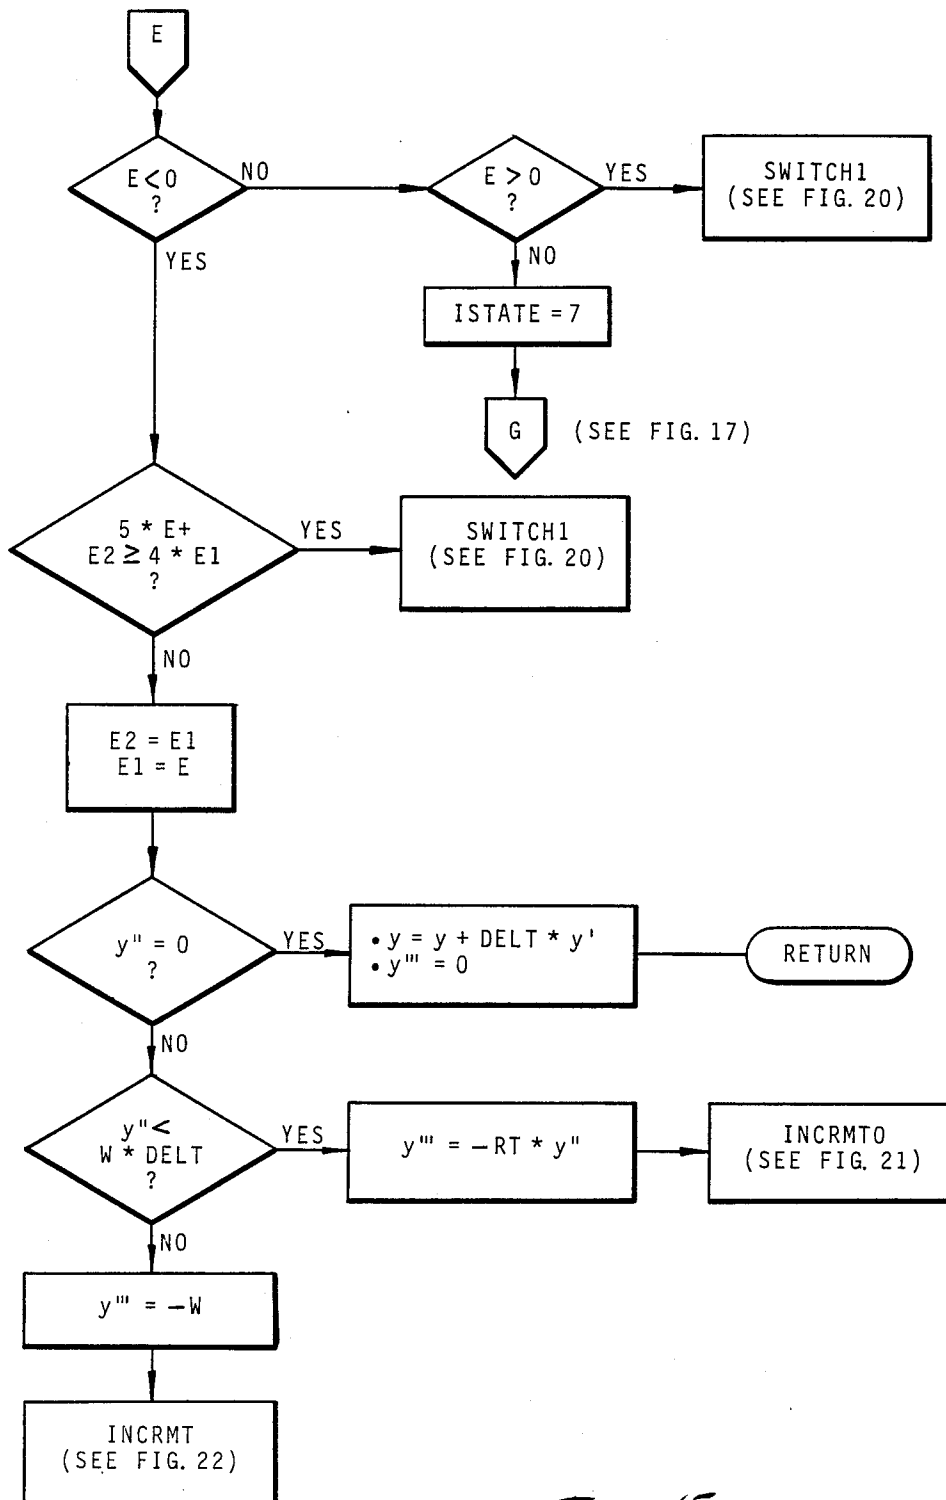 E
E<0
?
NO
YES
E>0
?
YES
NO
SWITCH1
(SEE FIG. 20)
ISTATE = 7
G
(SEE FIG. 17)
5 * E+
E2 ≥ 4 * E1
?
YES
NO
SWITCH1
(SEE FIG. 20)
E2 = E1
E1 = E
y" = 0
?
YES
NO
• y = y + DELT * y'
• y''' = 0
RETURN
y" <
W * DELT
?
YES
NO
y''' = –RT * y"
INCRMT0
(SEE FIG. 21)
y''' = –W
INCRMT
(SEE FIG. 22)